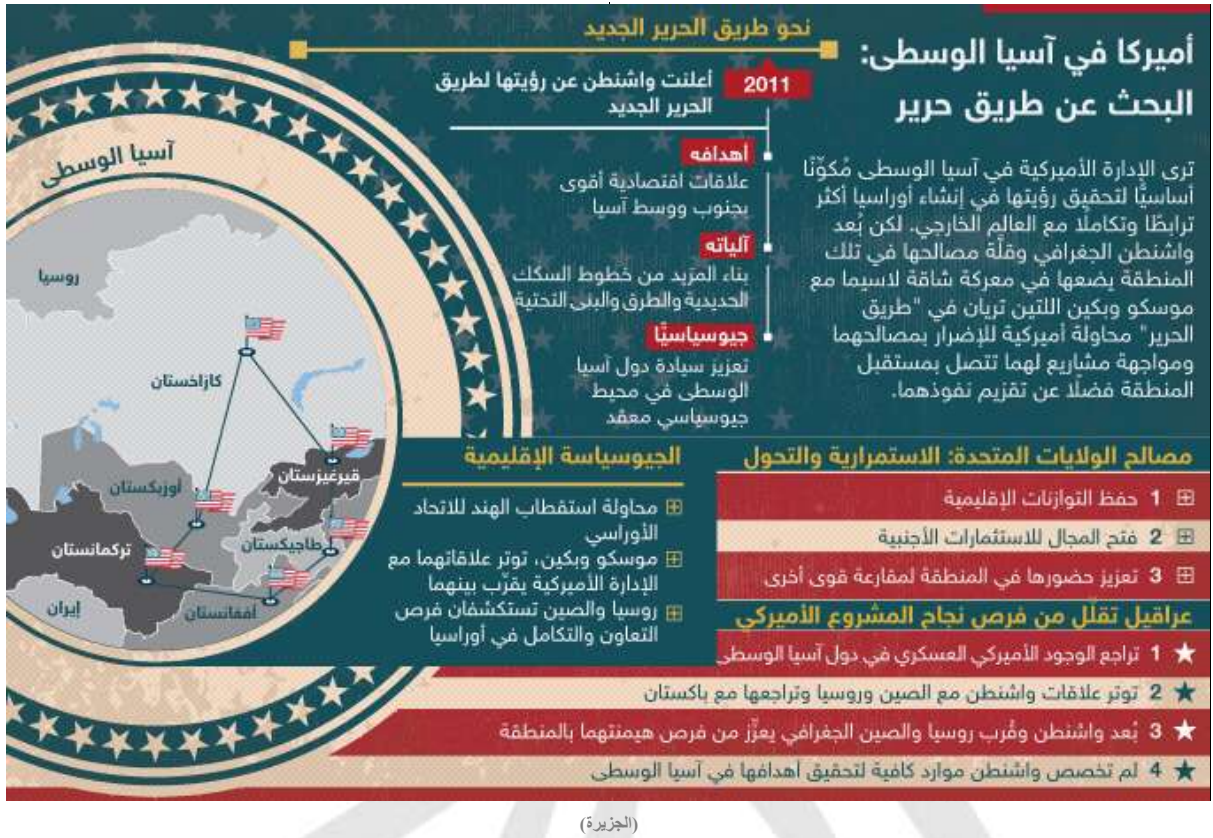 أميركا في آسيا الوسطى:
البحث عن طريق حرير
ترى الإدارة الأميركية في آسيا الوسطى مُكوِّنًا
أساسيًّا لتحقيق رؤيتها في إنشاء أوراسيا أكثر
ترابطًا وتكاملًا مع العالم الخارجي. لكن بُعد
واشنطن الجغرافي وقلَّة مصالحها في تلك
المنطقة يضعها في معركة شاقة لاسيما مع
موسكو وبكين اللتين تريان في "طريق
الحرير" محاولة أميركية للإضرار بمصالحهما
ومواجهة مشاريع لهما تتصل بمستقبل
المنطقة فضلًا عن تقزيم نفوذهما.
نحو طريق الحرير الجديد
2011
أعلنت واشنطن عن رؤيتها لطريق
الحرير الجديد
أهدافه
علاقات اقتصادية أقوى
بجنوب ووسط آسيا
آلياته
بناء المزيد من خطوط السكك
الحديدية والطرق والبنى التحتية
جيوسياسيًّا
تعزيز سيادة دول آسيا
الوسطى في محيط
جيوسياسي معقد
آسيا الوسطى
روسيا
كازاخستان
قيرغيزستان
أوزبكستان
طاجيكستان
تركمانستان
أفغانستان
إيران
مصالح الولايات المتحدة: الاستمرارية والتحول
1 حفظ التوازنات الإقليمية
2 فتح المجال للاستثمارات الأجنبية
3 تعزيز حضورها في المنطقة لمقارعة قوى أخرى
الجيوسياسة الإقليمية
محاولة استقطاب الهند للاتحاد
الأوراسي
موسكو وبكين، توتر علاقاتهما مع
الإدارة الأميركية يقرّب بينهما
روسيا والصين تستكشفان فرص
التعاون والتكامل في أوراسيا
عراقيل تقلّل من فرص نجاح المشروع الأميركي
1 تراجع الوجود الأميركي العسكري في دول آسيا الوسطى
2 توتر علاقات واشنطن مع الصين وروسيا وتراجعها مع باكستان
3 بُعد واشنطن وقُرب روسيا والصين الجغرافي يعزِّز من فرص هيمنتهما بالمنطقة
4 لم تخصص واشنطن موارد كافية لتحقيق أهدافها في آسيا الوسطى
(الجزيرة)